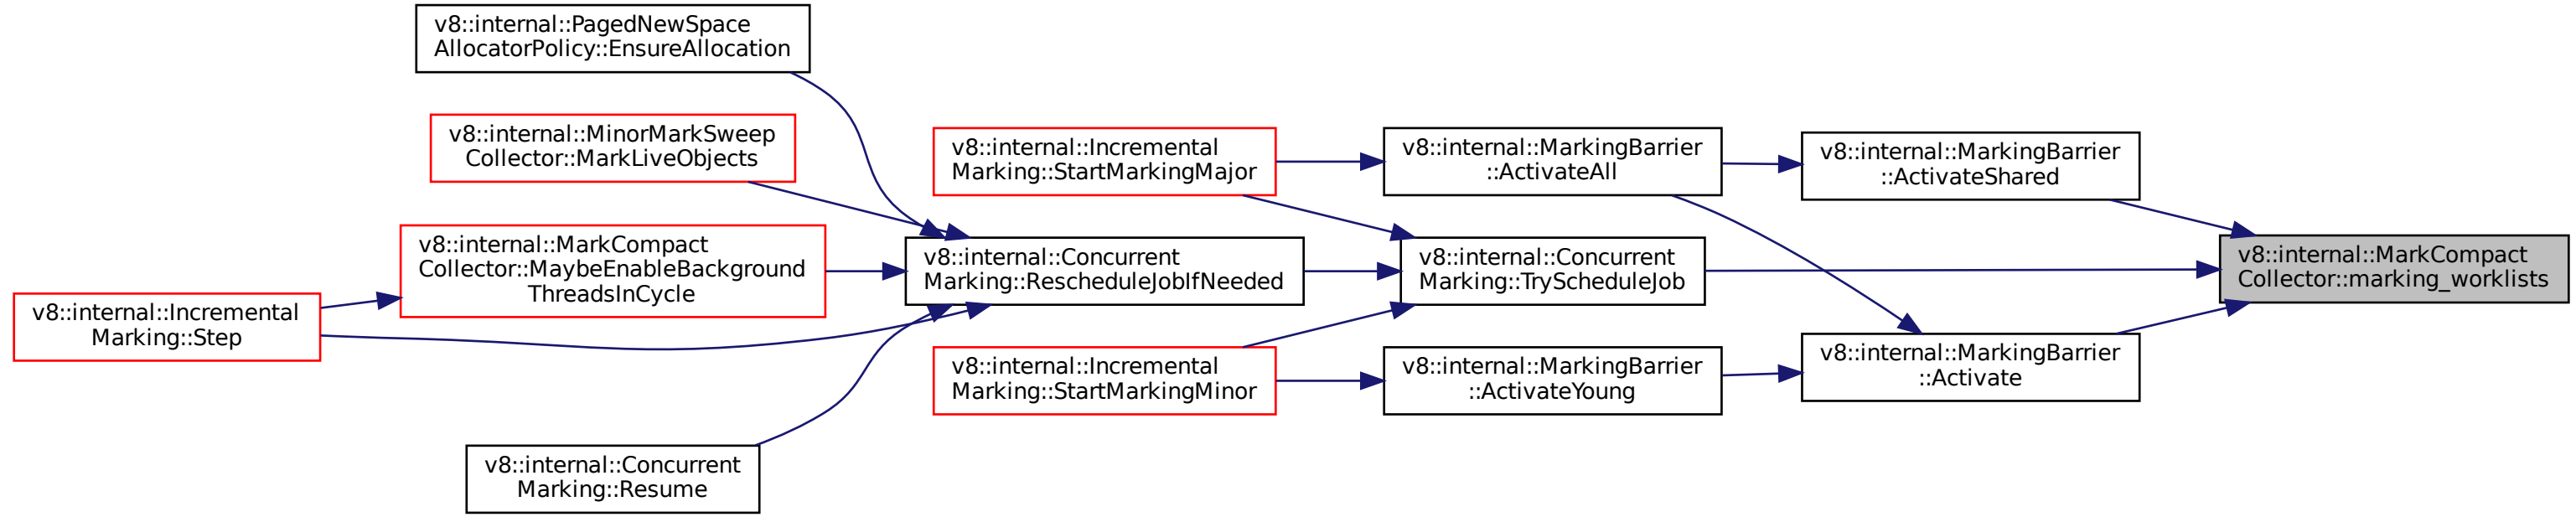 v8::internal::PagedNewSpace
AllocatorPolicy::EnsureAllocation
v8::internal::MinorMarkSweep
Collector::MarkLiveObjects
v8::internal::MarkCompact
Collector::MaybeEnableBackground
ThreadsInCycle
v8::internal::Incremental
Marking::Step
v8::internal::Concurrent
Marking::Resume
v8::internal::Incremental
Marking::StartMarkingMajor
v8::internal::Concurrent
Marking::RescheduleJobIfNeeded
v8::internal::Incremental
Marking::StartMarkingMinor
v8::internal::MarkingBarrier
::ActivateAll
v8::internal::Concurrent
Marking::TryScheduleJob
v8::internal::MarkingBarrier
::ActivateYoung
v8::internal::MarkingBarrier
::ActivateShared
v8::internal::MarkingBarrier
::Activate
v8::internal::MarkCompact
Collector::marking_worklists